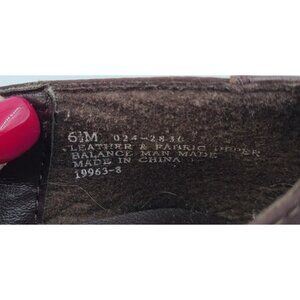 6½M 024-2836
LEATHER & FABRIC UPPER
BALANCE MAN MADE
MADE IN CHINA
19963-8